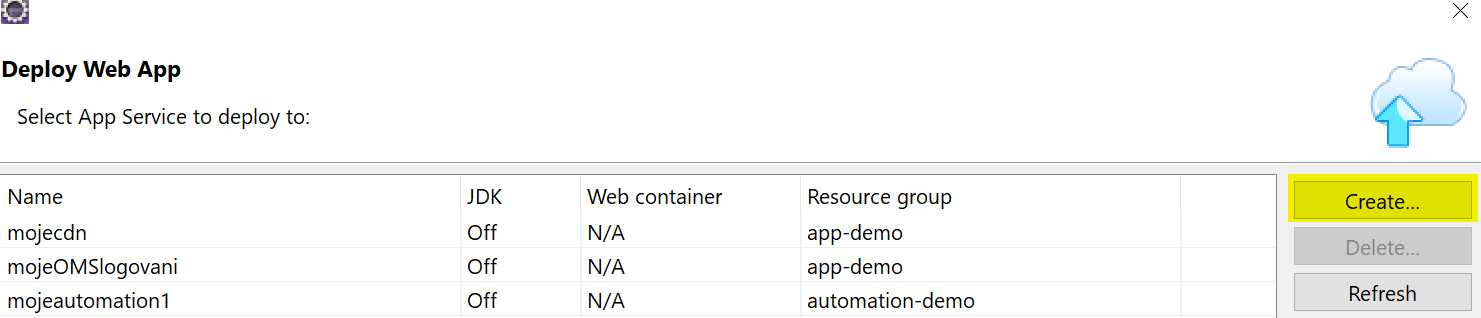 Deploy Web App
Select App Service to deploy to:
Name JDK Web container Resource group
mojecdn Off N/A app-demo
mojeOMSlogovani Off N/A app-demo
mojeautomation1 Off N/A automation-demo
Create...
Delete...
Refresh